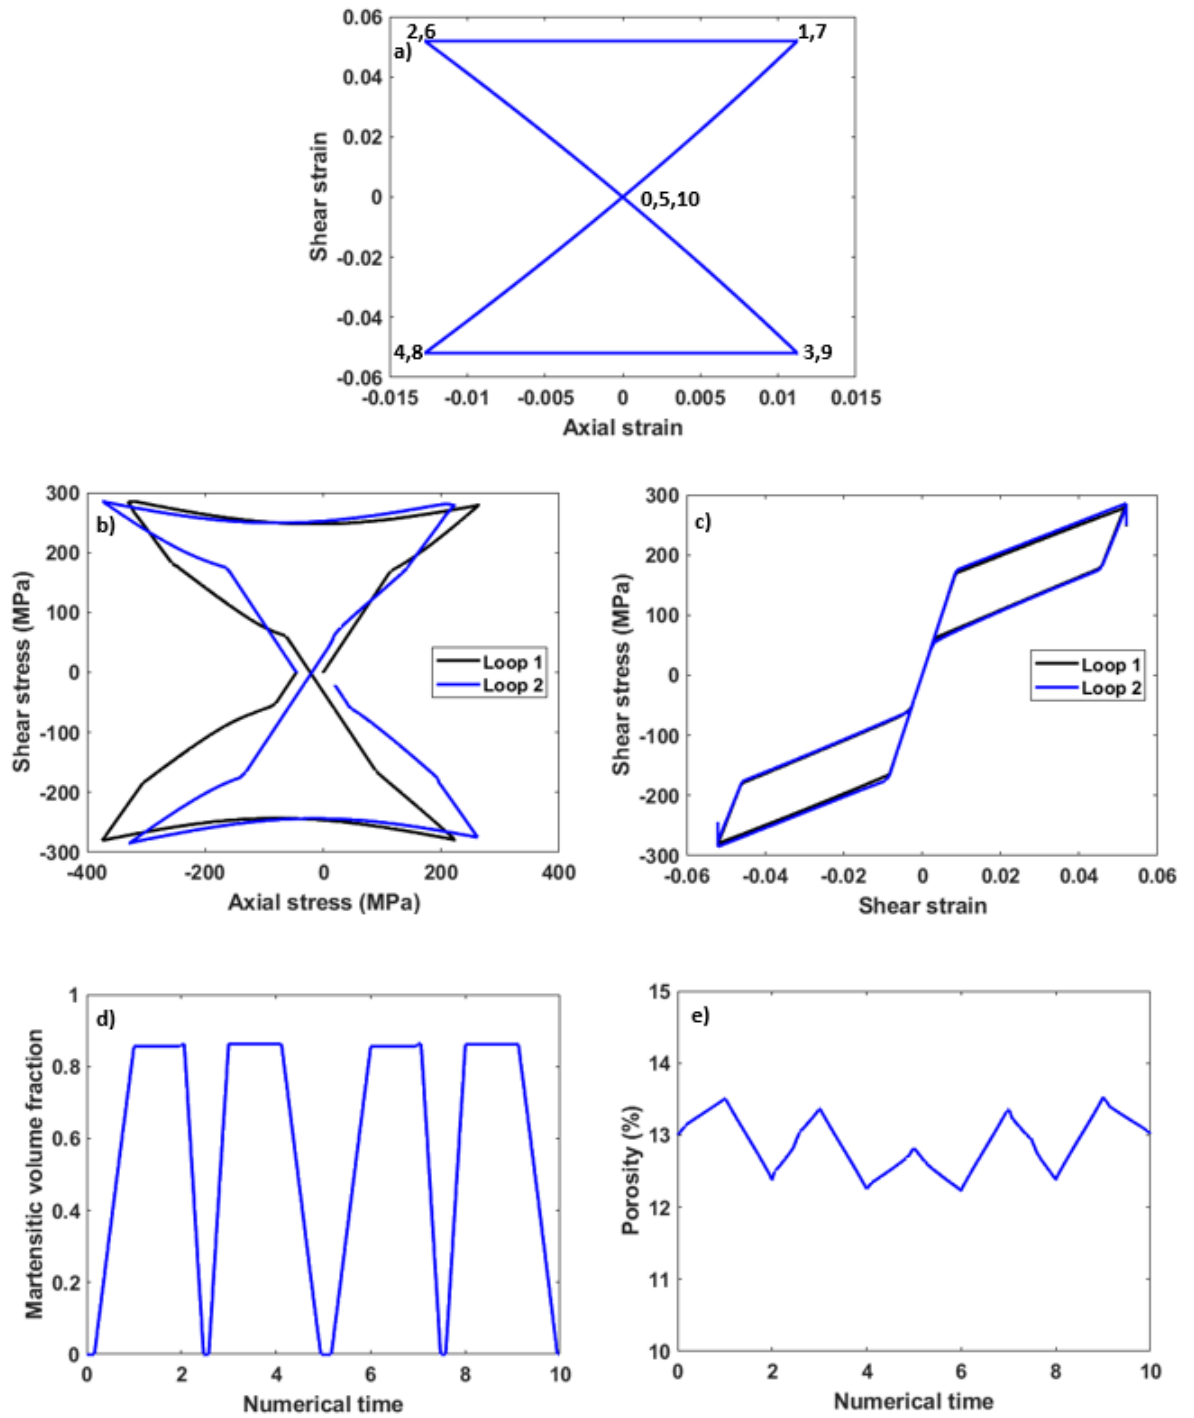 a)
0.06
0.04
0.02
0
-0.02
-0.04
-0.06
Shear strain
2,6
1,7
0,5,10
4,8
3,9
-0.015 -0.01 -0.005 0 0.005 0.01 0.015
Axial strain
b)
300
200
100
0
-100
-200
-300
Shear stress (MPa)
Loop 1
Loop 2
-400 -200 0 200 400
Axial stress (MPa)
c)
300
200
100
0
-100
-200
-300
Shear stress (MPa)
Loop 1
Loop 2
-0.06 -0.04 -0.02 0 0.02 0.04 0.06
Shear strain
d)
1
0.8
0.6
0.4
0.2
0
Martensitic volume fraction
0 2 4 6 8 10
Numerical time
e)
15
14
13
12
11
10
Porosity (%)
0 2 4 6 8 10
Numerical time